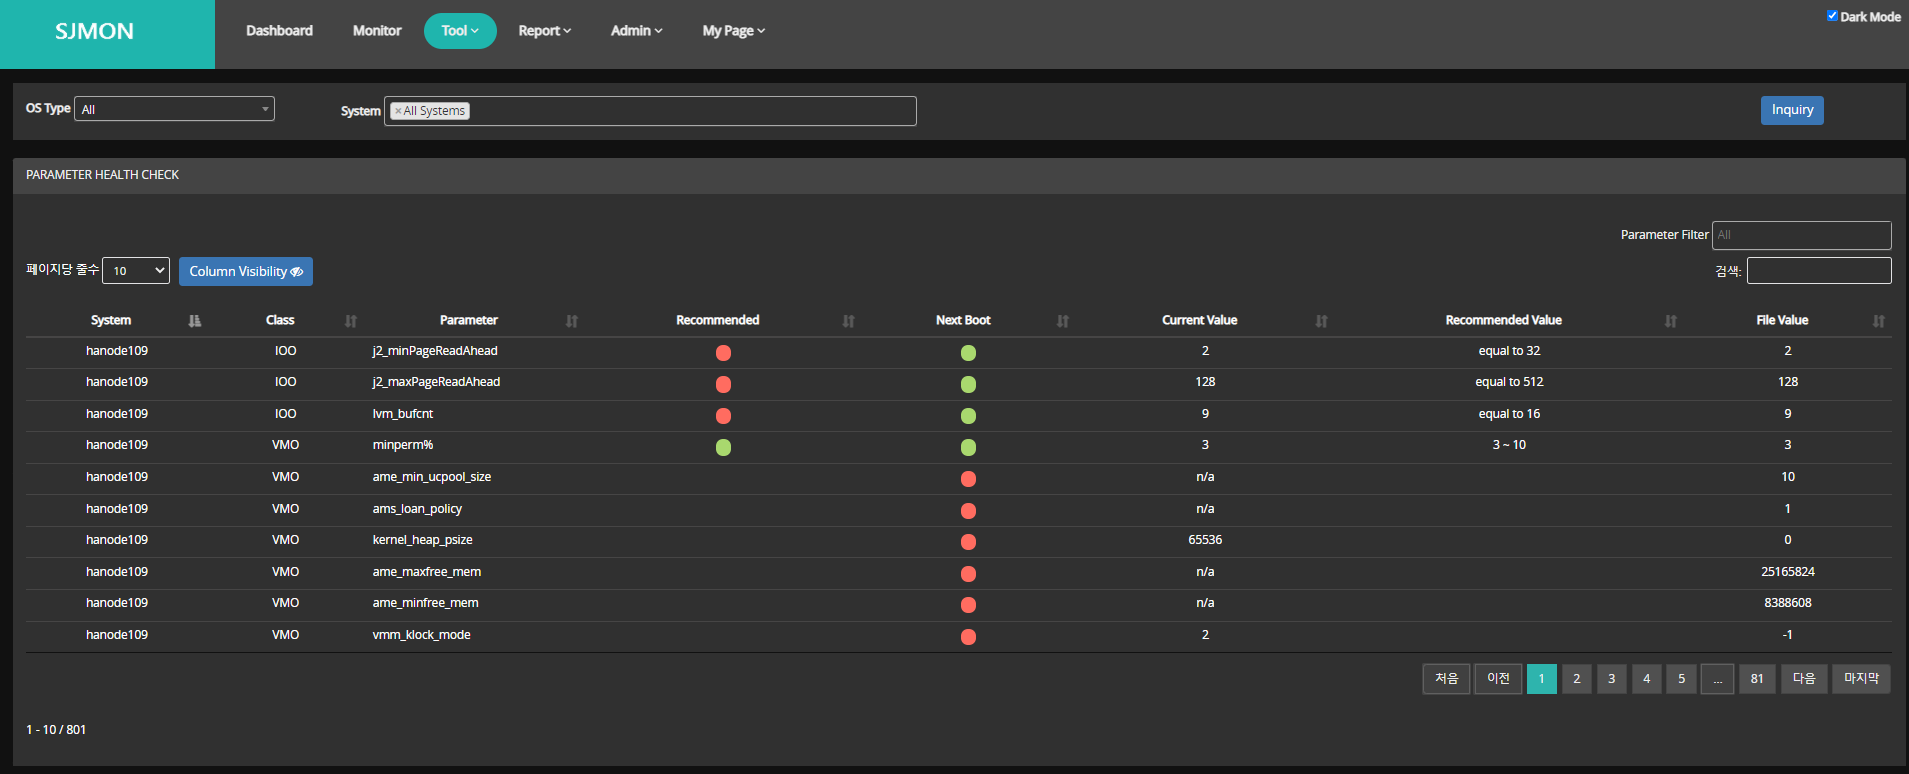 SJMON Dashboard Monitor Tool Report Admin My Page Dark Mode
OS Type All System ×All Systems Inquiry
PARAMETER HEALTH CHECK
Parameter Filter All
페이지당 줄수 10 Column Visibility 검색:
System Class Parameter Recommended Next Boot Current Value Recommended Value File Value
hanode109 IOO j2_minPageReadAhead 2 equal to 32 2
hanode109 IOO j2_maxPageReadAhead 128 equal to 512 128
hanode109 IOO lvm_bufcnt 9 equal to 16 9
hanode109 VMO minperm% 3 3 ~ 10 3
hanode109 VMO ame_min_ucpool_size n/a 10
hanode109 VMO ams_loan_policy n/a 1
hanode109 VMO kernel_heap_psize 65536 0
hanode109 VMO ame_maxfree_mem n/a 25165824
hanode109 VMO ame_minfree_mem n/a 8388608
hanode109 VMO vmm_klock_mode 2 -1
처음 이전 1 2 3 4 5 ... 81 다음 마지막
1 - 10 / 801